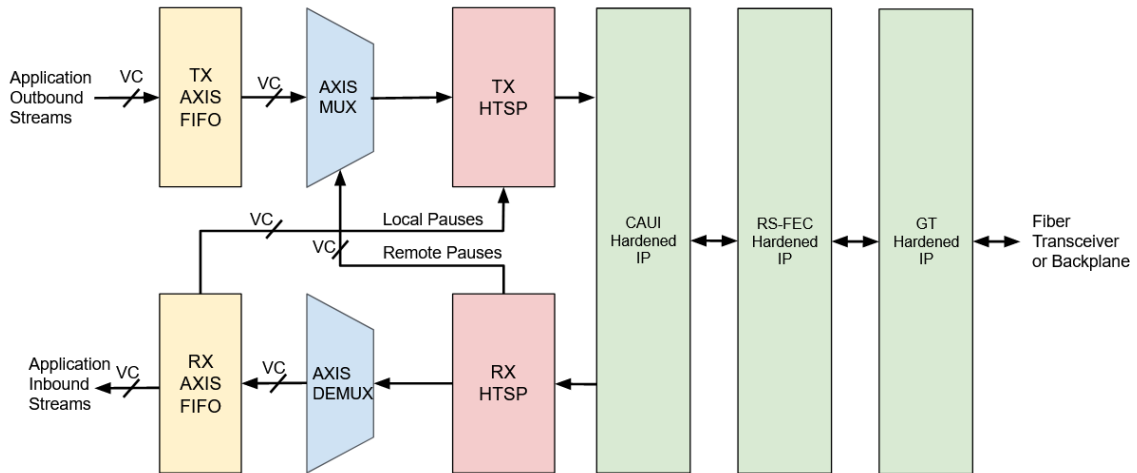 Application
Outbound
Streams
VC
TX
AXIS
FIFO
VC
AXIS
MUX
TX
HTSP
VC
Local Pauses
VC
Remote Pauses
CAUI
Hardened
IP
RS-FEC
Hardened
IP
GT
Hardened
IP
Fiber
Transceiver
or Backplane
Application
Inbound
Streams
VC
RX
AXIS
FIFO
VC
AXIS
DEMUX
RX
HTSP